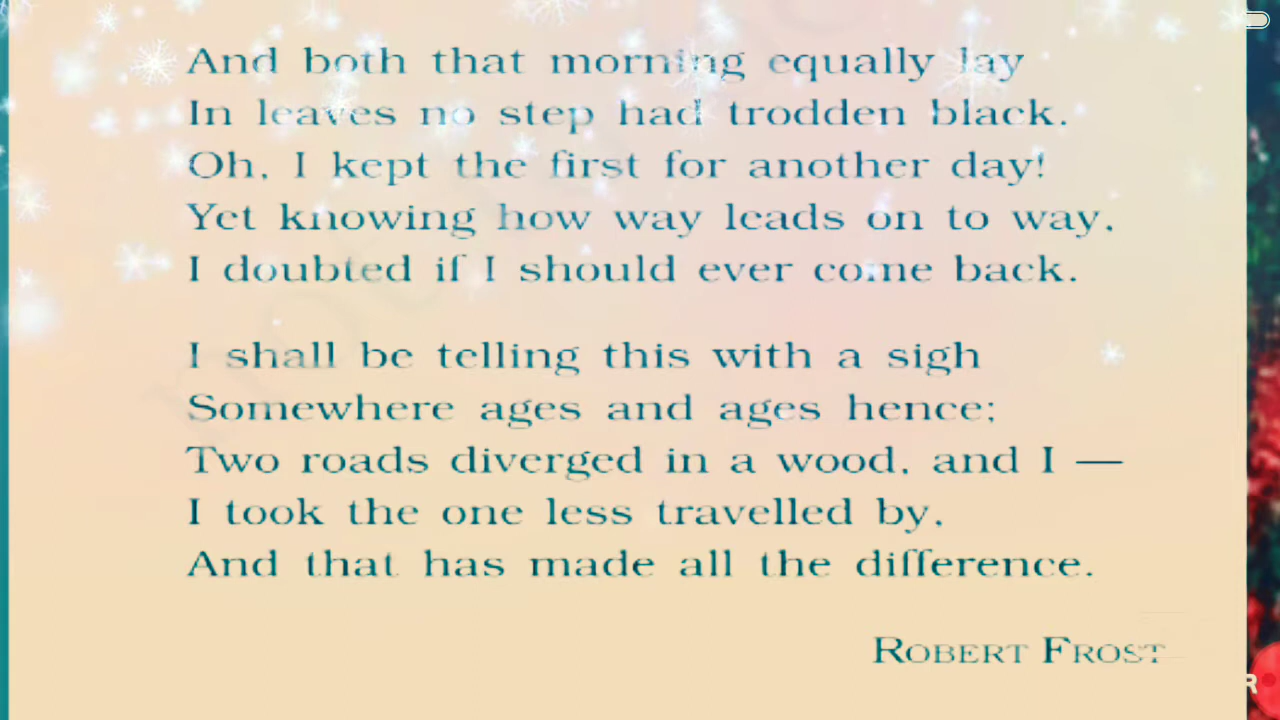 And both that morning equally lay
In leaves no step had trodden black.
Oh, I kept the first for another day!
Yet knowing how way leads on to way,
I doubted if I should ever come back.
I shall be telling this with a sigh
Somewhere ages and ages hence;
Two roads diverged in a wood, and I —
I took the one less travelled by,
And that has made all the difference.
ROBERT FROST
R